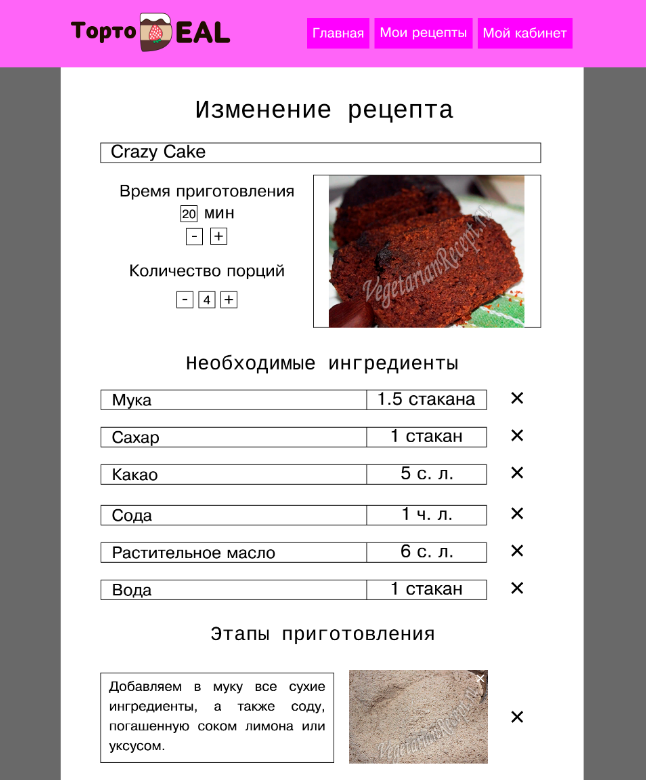 Торто DEAL
Главная
Мои рецепты
Мой кабинет
Изменение рецепта
Crazy Cake
Время приготовления
20 мин
- +
Количество порций
- 4 +
VegetarianRecept.ru
Необходимые ингредиенты
Мука 1.5 стакана ×
Сахар 1 стакан ×
Какао 5 с. л. ×
Сода 1 ч. л. ×
Растительное масло 6 с. л. ×
Вода 1 стакан ×
Этапы приготовления
Добавляем в муку все сухие
ингредиенты, а также соду,
погашенную соком лимона или
уксусом.
VegetarianRecept.ru
×
×